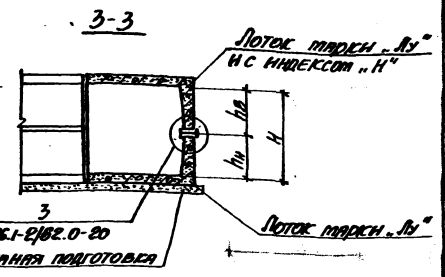 3-3
Лоток марки „Лу"
и с индексом „Н"
hв
hн
H
3
Лоток марки „Лу"
подготовка